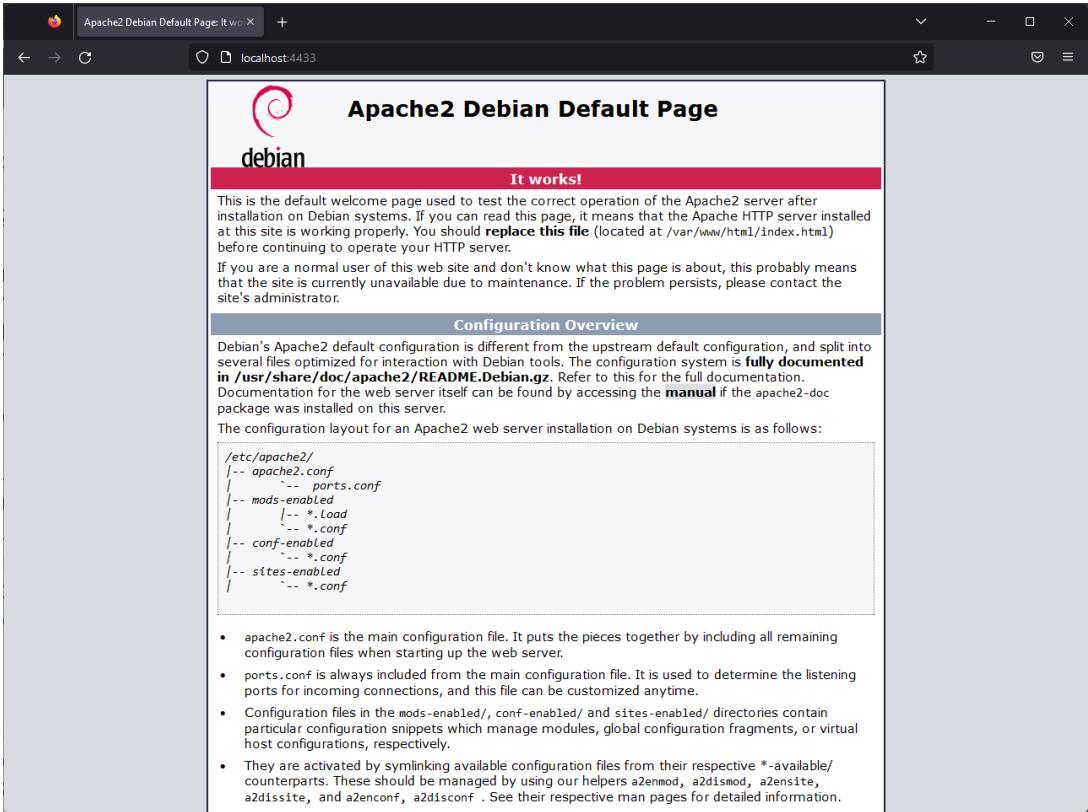 Apache2 Debian Default Page: It wo
localhost:4433
debian
Apache2 Debian Default Page
It works!
This is the default welcome page used to test the correct operation of the Apache2 server after
installation on Debian systems. If you can read this page, it means that the Apache HTTP server installed
at this site is working properly. You should replace this file (located at /var/www/html/index.html)
before continuing to operate your HTTP server.
If you are a normal user of this web site and don't know what this page is about, this probably means
that the site is currently unavailable due to maintenance. If the problem persists, please contact the
site's administrator.
Configuration Overview
Debian's Apache2 default configuration is different from the upstream default configuration, and split into
several files optimized for interaction with Debian tools. The configuration system is fully documented
in /usr/share/doc/apache2/README.Debian.gz. Refer to this for the full documentation.
Documentation for the web server itself can be found by accessing the manual if the apache2-doc
package was installed on this server.
The configuration layout for an Apache2 web server installation on Debian systems is as follows:
/etc/apache2/
|-- apache2.conf
|       `--  ports.conf
|-- mods-enabled
|       |-- *.load
|       `-- *.conf
|-- conf-enabled
|       `-- *.conf
|-- sites-enabled
|       `-- *.conf
• apache2.conf is the main configuration file. It puts the pieces together by including all remaining
configuration files when starting up the web server.
• ports.conf is always included from the main configuration file. It is used to determine the listening
ports for incoming connections, and this file can be customized anytime.
• Configuration files in the mods-enabled/, conf-enabled/ and sites-enabled/ directories contain
particular configuration snippets which manage modules, global configuration fragments, or virtual
host configurations, respectively.
• They are activated by symlinking available configuration files from their respective *-available/
counterparts. These should be managed by using our helpers a2enmod, a2dismod, a2ensite,
a2dissite, and a2enconf, a2disconf . See their respective man pages for detailed information.